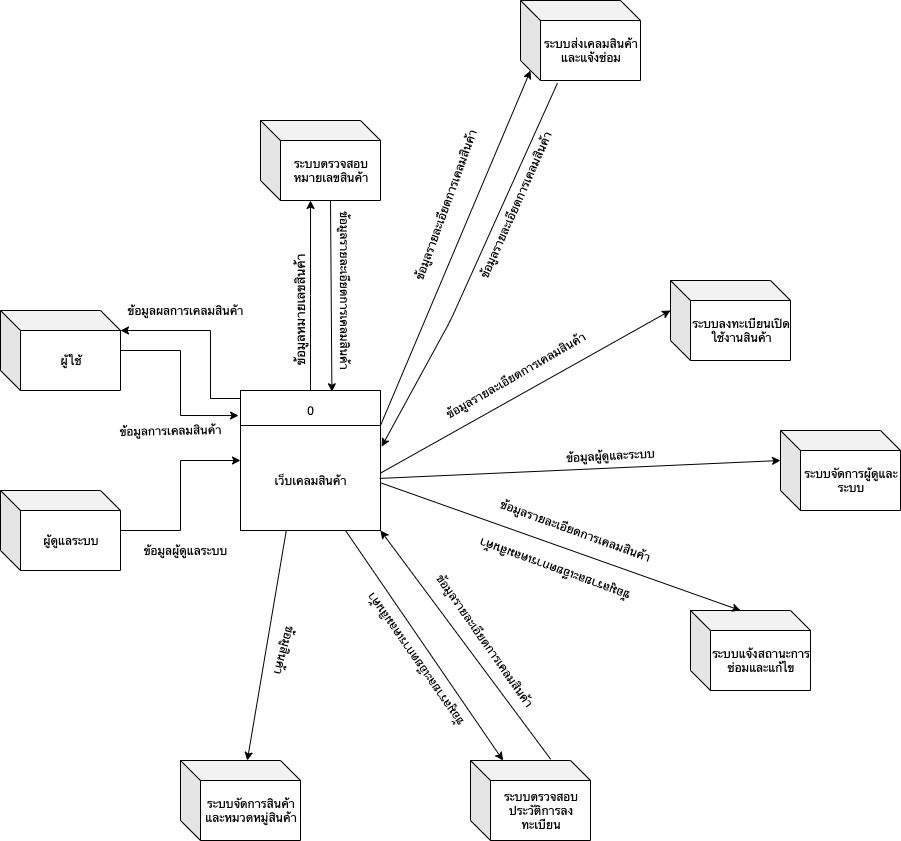 ระบบส่งเคลมสินค้า
และแจ้งซ่อม
ระบบตรวจสอบ
หมายเลขสินค้า
ข้อมูลรายละเอียดการเคลมสินค้า
ข้อมูลรายละเอียดการเคลมสินค้า
ข้อมูลหมายเลขสินค้า
ข้อมูลรายละเอียดการเคลมสินค้า
ระบบลงทะเบียนเปิด
ใช้งานสินค้า
ข้อมูลผลการเคลมสินค้า
ผู้ใช้
ข้อมูลการเคลมสินค้า
0
เว็บเคลมสินค้า
ข้อมูลรายละเอียดการเคลมสินค้า
ข้อมูลผู้ดูและระบบ
ระบบจัดการผู้ดูและ
ระบบ
ผู้ดูแลระบบ
ข้อมูลผู้ดูแลระบบ
ข้อมูลรายละเอียดการเคลมสินค้า
ข้อมูลรายละเอียดการเคลมสินค้า
ระบบแจ้งสถานะการ
ซ่อมและแก้ไข
ข้อมูลสินค้า
ข้อมูลรายละเอียดการเคลมสินค้า
ข้อมูลรายละเอียดการเคลมสินค้า
ระบบจัดการสินค้า
และหมวดหมู่สินค้า
ระบบตรวจสอบ
ประวัติการลง
ทะเบียน